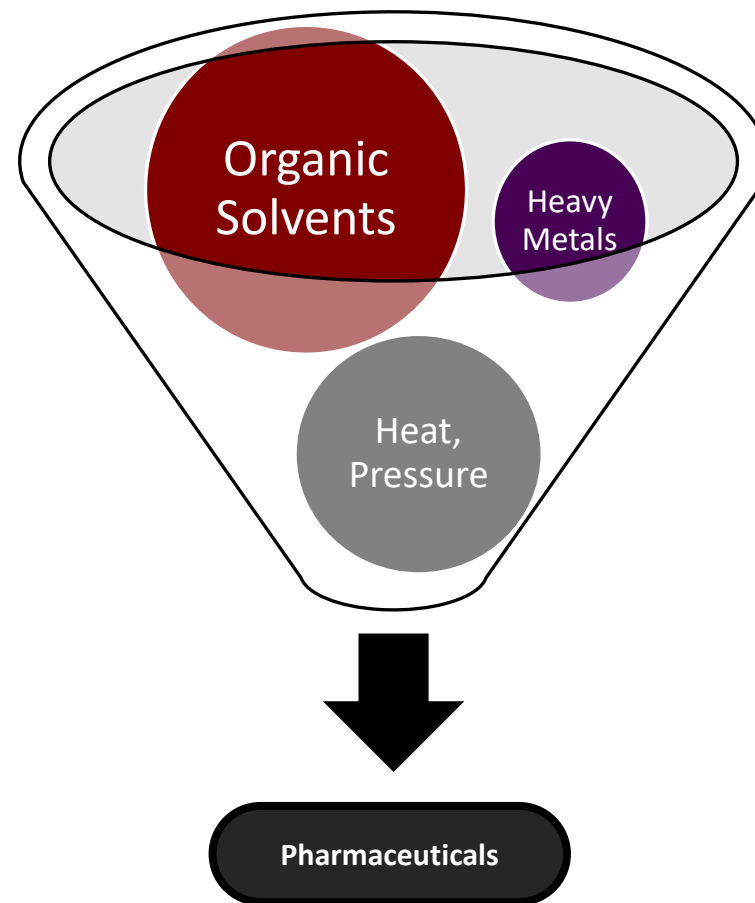 Organic
Solvents
Heavy
Metals
Heat,
Pressure
Pharmaceuticals